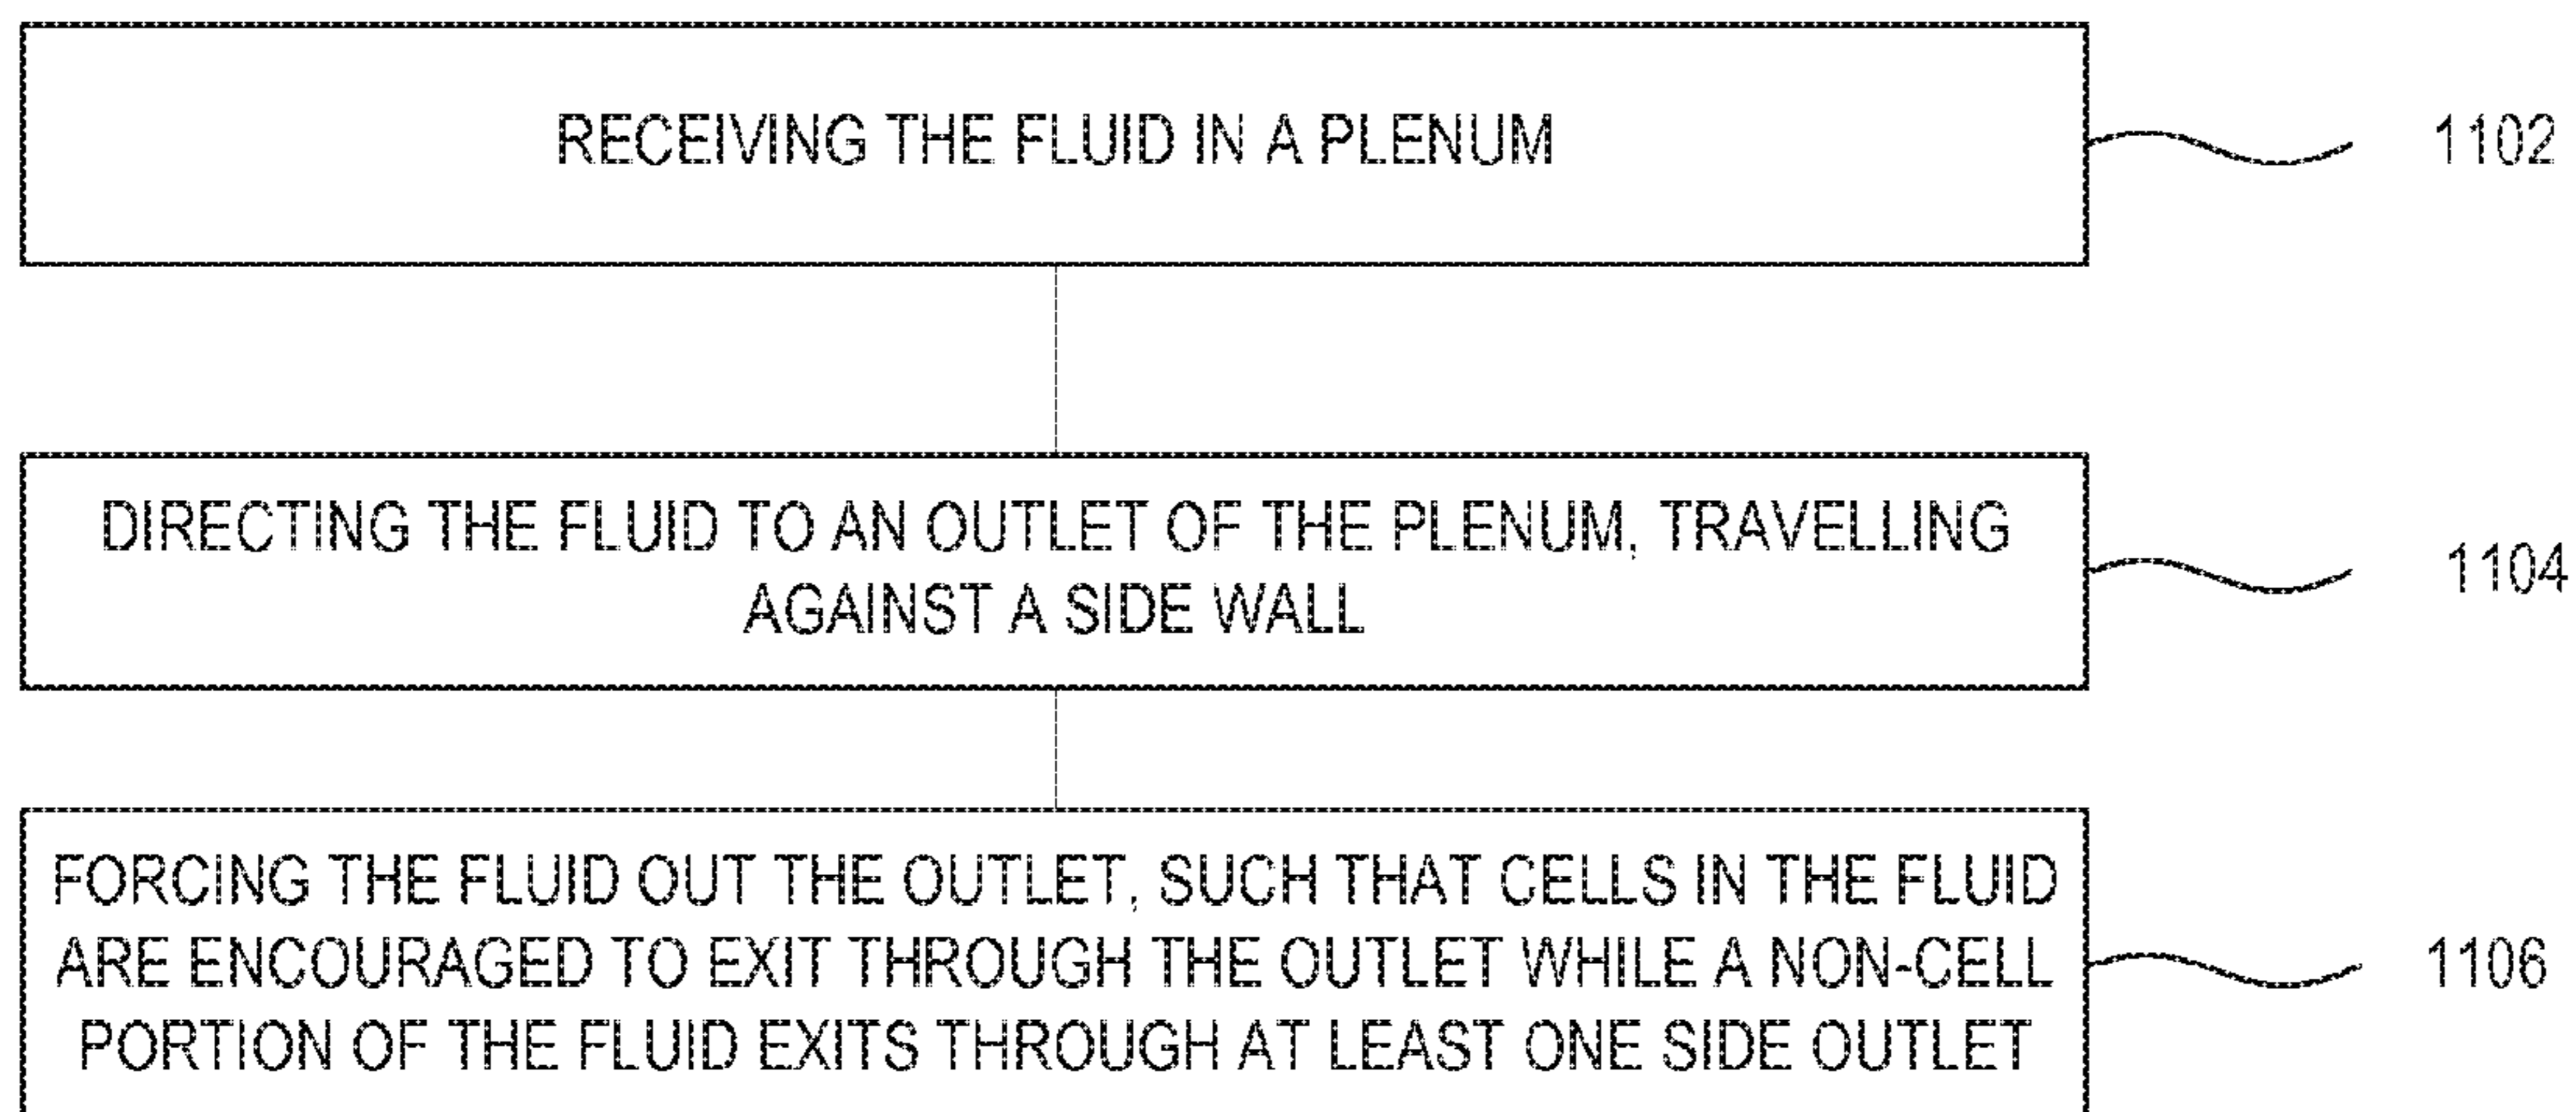 RECEIVING THE FLUID IN A PLENUM
1102
DIRECTING THE FLUID TO AN OUTLET OF THE PLENUM, TRAVELLING
AGAINST A SIDE WALL
1104
FORCING THE FLUID OUT THE OUTLET, SUCH THAT CELLS IN THE FLUID
ARE ENCOURAGED TO EXIT THROUGH THE OUTLET WHILE A NON-CELL
PORTION OF THE FLUID EXITS THROUGH AT LEAST ONE SIDE OUTLET
1106